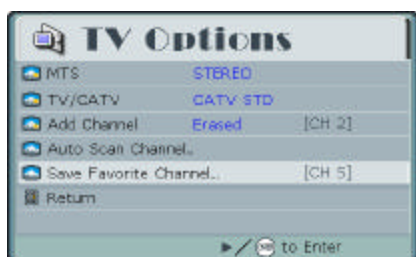 TV Options
MTS STEREO
TV/CATV CATV STD
Add Channel Erased [CH 2]
Auto Scan Channel..
Save Favorite Channel.. [CH 5]
Return
to Enter